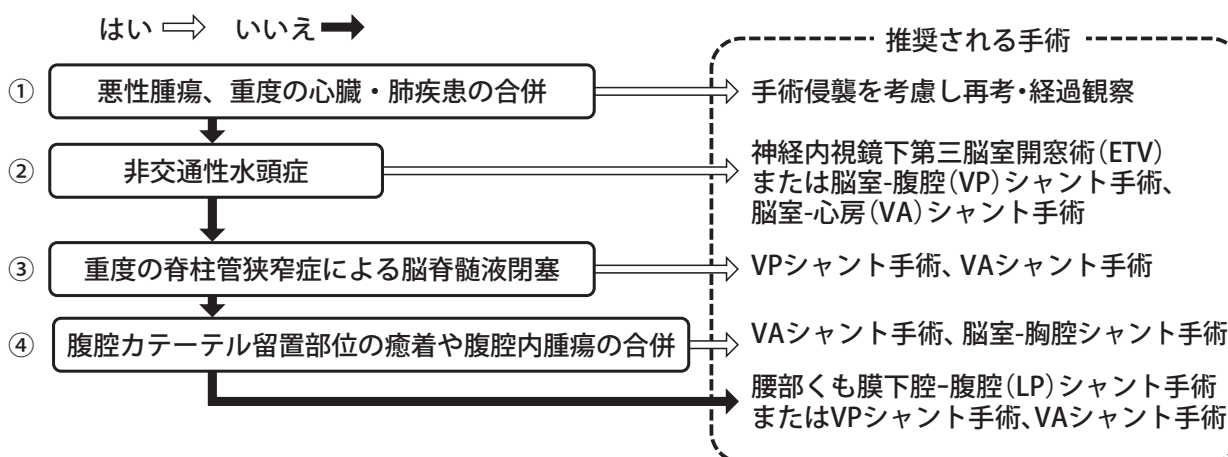 はい ⇨ いいえ ➡
推奨される手術
① 悪性腫瘍、重度の心臓・肺疾患の合併
手術侵襲を考慮し再考・経過観察
② 非交通性水頭症
神経内視鏡下第三脳室開窓術(ETV)
または脳室-腹腔(VP)シャント手術、
脳室-心房(VA)シャント手術
③ 重度の脊柱管狭窄症による脳脊髄液閉塞
VPシャント手術、VAシャント手術
④ 腹腔カテーテル留置部位の癒着や腹腔内腫瘍の合併
VAシャント手術、脳室-胸腔シャント手術
腰部くも膜下腔-腹腔(LP)シャント手術
またはVPシャント手術、VAシャント手術